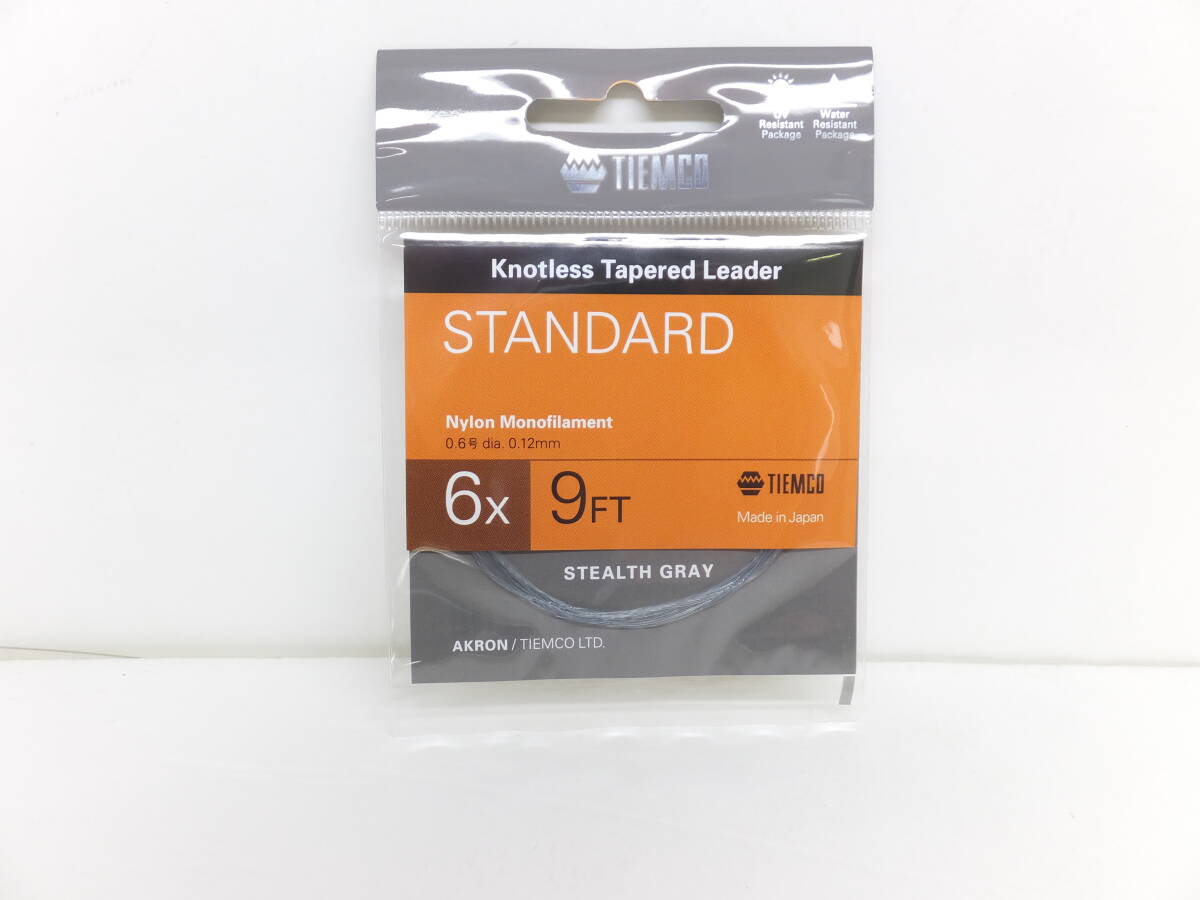 UV
Resistant
Package
Water
Resistant
Package
TIEMCO
Knotless Tapered Leader
STANDARD
Nylon Monofilament
0.6号 dia. 0.12mm
6X 9FT
TIEMCO
Made in Japan
STEALTH GRAY
AKRON / TIEMCO LTD.